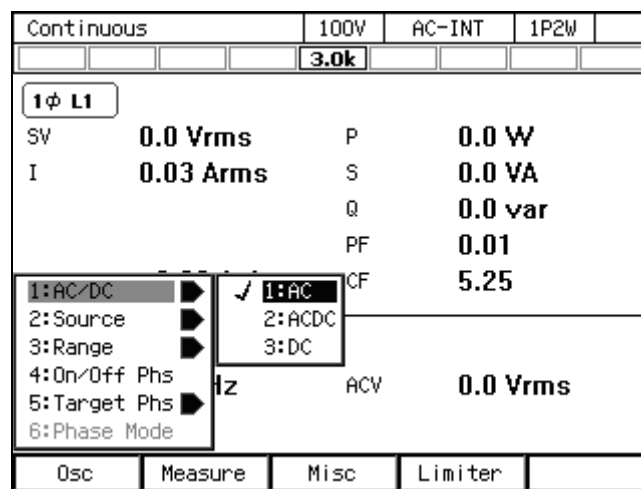 Continuous 100V AC-INT 1P2W
3.0k
1ϕ L1
SV 0.0 Vrms P 0.0 W
I 0.03 Arms S 0.0 VA
Q 0.0 var
PF 0.01
CF 5.25
1:AC/DC
2:Source
3:Range
4:On/Off Phs
5:Target Phs
6:Phase Mode
✓ 1:AC
2:ACDC
3:DC
Hz ACV 0.0 Vrms
Osc Measure Misc Limiter